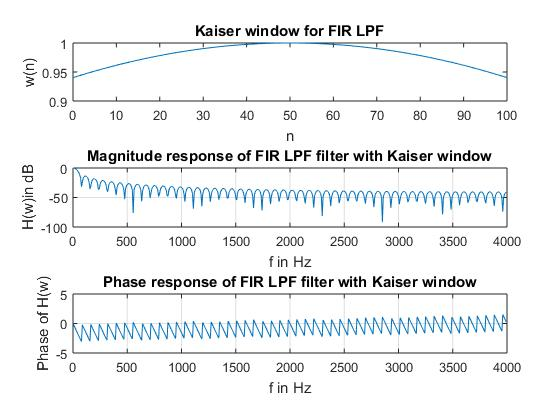 Kaiser window for FIR LPF
w(n)
1
0.95
0.9
0 10 20 30 40 50 60 70 80 90 100
n
Magnitude response of FIR LPF filter with Kaiser window
H(w)in dB
0
-50
-100
0 500 1000 1500 2000 2500 3000 3500 4000
f in Hz
Phase response of FIR LPF filter with Kaiser window
Phase of H(w)
5
0
-5
0 500 1000 1500 2000 2500 3000 3500 4000
f in Hz